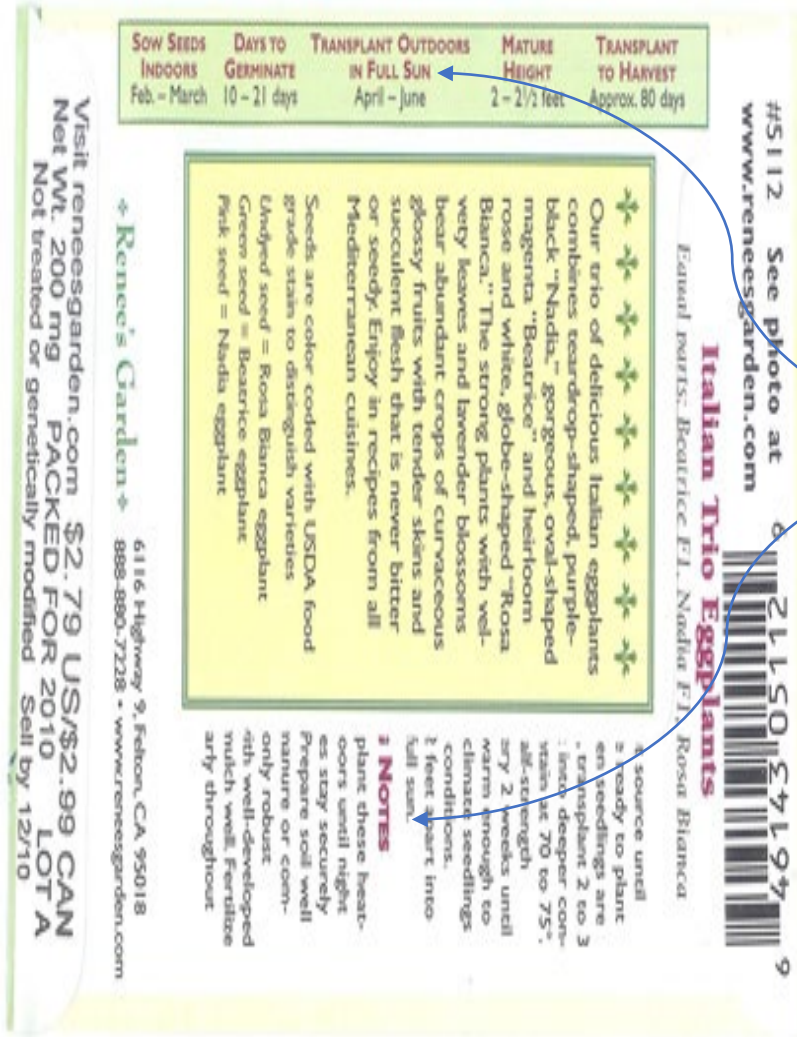 #5112 See photo at
www.reneesgarden.com
6 21150 34164 9
Italian Trio Eggplants
Equal parts: Beatrice F1, Nadia F1, Rosa Bianca
SOW SEEDS INDOORS
Feb. – March
DAYS TO GERMINATE
10 – 21 days
TRANSPLANT OUTDOORS IN FULL SUN
April – June
MATURE HEIGHT
2 – 2½ feet
TRANSPLANT TO HARVEST
Approx. 80 days
Our trio of delicious Italian eggplants
combines teardrop-shaped, purple-
black "Nadia," gorgeous, oval-shaped
magenta "Beatrice" and heirloom
rose and white, globe-shaped "Rosa
Bianca." The strong plants with vel-
vety leaves and lavender blossoms
bear abundant crops of curvaceous
glossy fruits with tender skins and
succulent flesh that is never bitter
or seedy. Enjoy in recipes from all
Mediterranean cuisines.
Seeds are color coded with USDA food
grade stain to distinguish varieties
Undyed seed = Rosa Bianca eggplant
Green seed = Beatrice eggplant
Pink seed = Nadia eggplant
source until
ready to plant
en seedlings are
, transplant 2 to 3
into deeper con-
ntain at 70 to 75°.
alf-strength
ery 2 weeks until
warm enough to
climate seedlings
conditions.
feet apart into
full sun.
NOTES
plant these heat-
oors until night
es stay securely
Prepare soil well
manure or com-
only robust
with well-developed
mulch well. Fertilize
arly throughout
Renee's Garden
6116 Highway 9, Felton, CA 95018
888-880-7228 • www.reneesgarden.com
Visit reneesgarden.com $2.79 US/$2.99 CAN
Net Wt. 200 mg PACKED FOR 2010 LOT A
Not treated or genetically modified Sell by 12/10